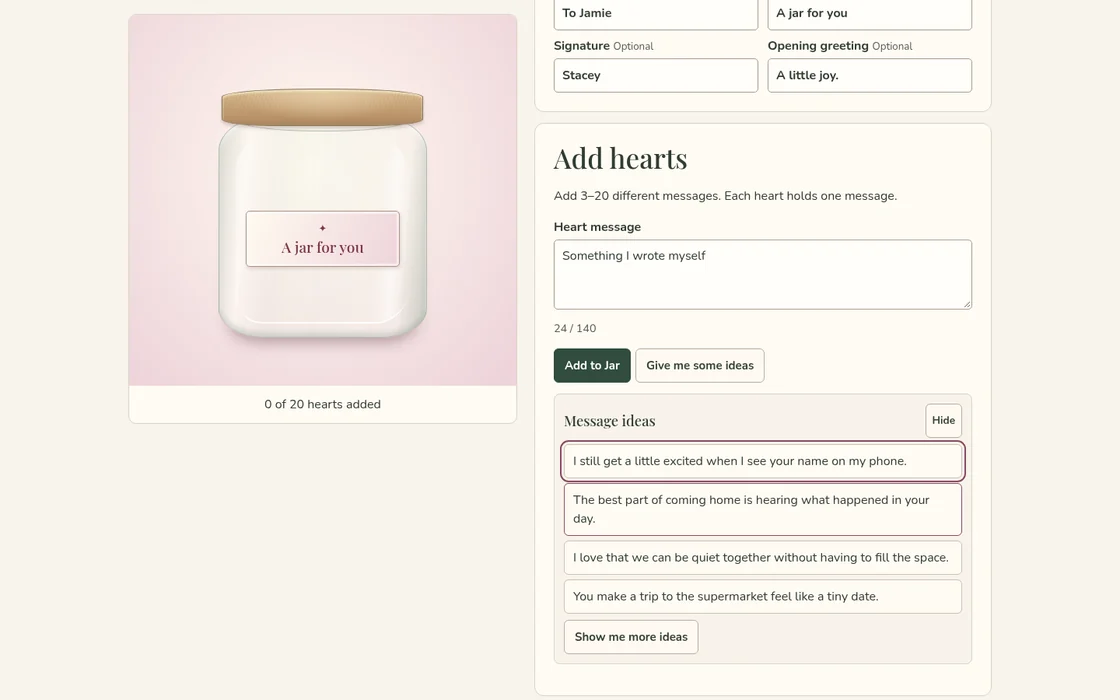 A jar for you
0 of 20 hearts added
To Jamie
A jar for you
Signature Optional
Opening greeting Optional
Stacey
A little joy.
Add hearts
Add 3–20 different messages. Each heart holds one message.
Heart message
Something I wrote myself
24 / 140
Add to Jar
Give me some ideas
Message ideas
Hide
I still get a little excited when I see your name on my phone.
The best part of coming home is hearing what happened in your
day.
I love that we can be quiet together without having to fill the space.
You make a trip to the supermarket feel like a tiny date.
Show me more ideas